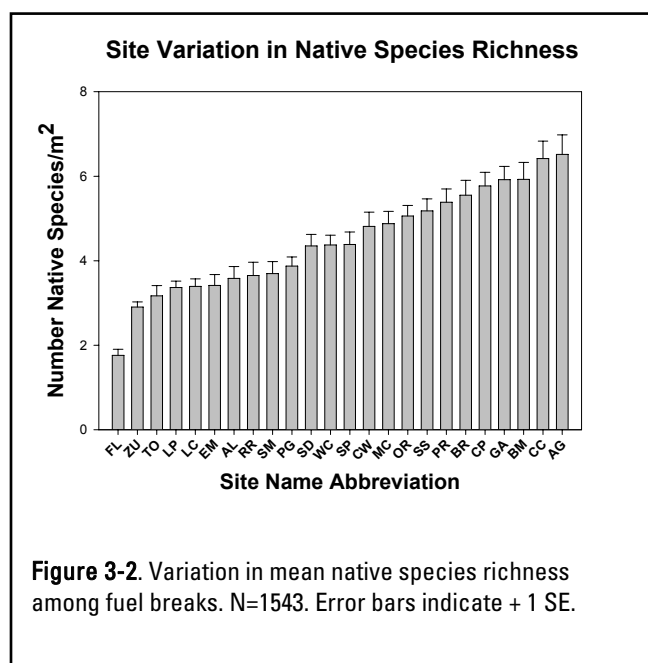 Site Variation in Native Species Richness
Number Native Species/m²
8
6
4
2
0
FL ZU TO LP LC EM AL RR SM PG SD WC SP CW MC OR SS PR BR CP GA BM CC AG
Site Name Abbreviation
Figure 3-2. Variation in mean native species richness
among fuel breaks. N=1543. Error bars indicate + 1 SE.